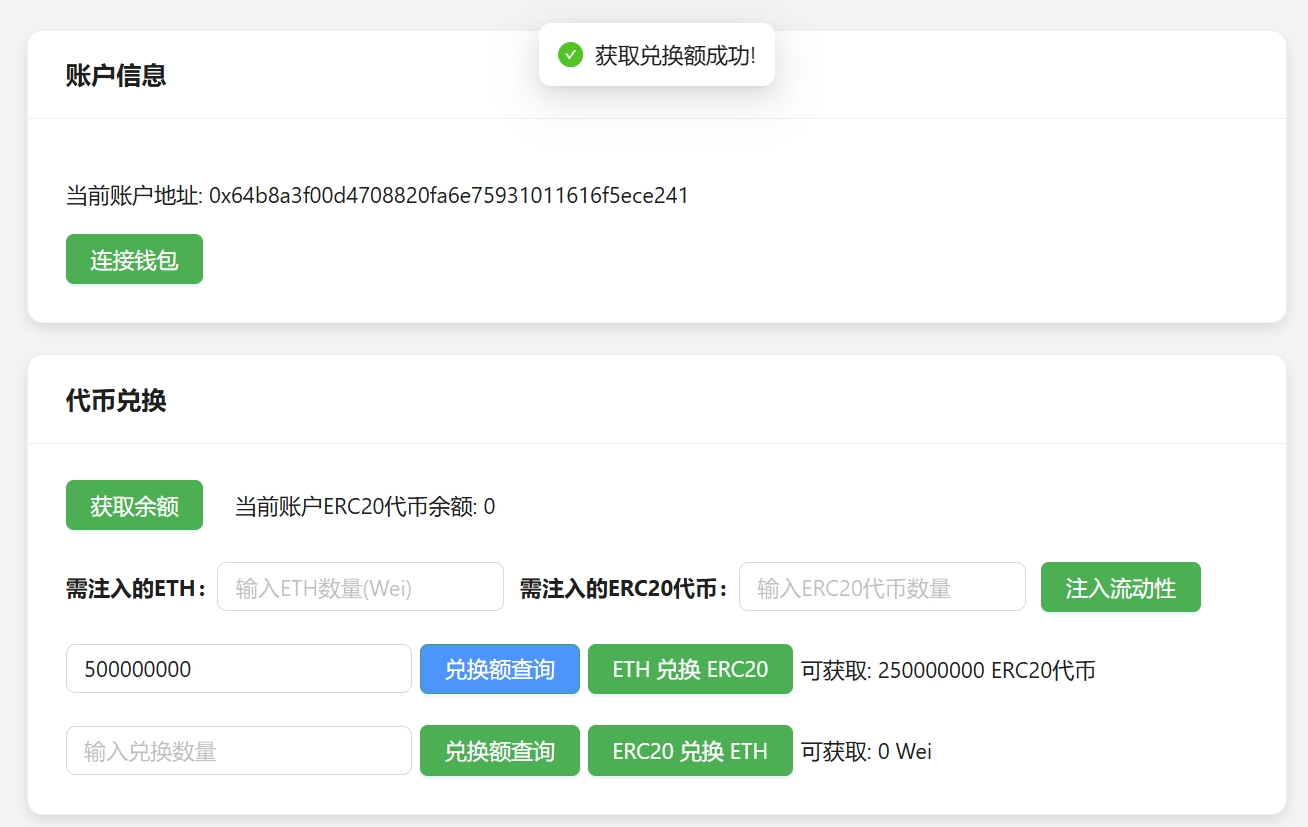 获取兑换额成功!
账户信息
当前账户地址: 0x64b8a3f00d4708820fa6e75931011616f5ece241
连接钱包
代币兑换
获取余额 当前账户ERC20代币余额: 0
需注入的ETH： 输入ETH数量(Wei) 需注入的ERC20代币： 输入ERC20代币数量 注入流动性
500000000 兑换额查询 ETH 兑换 ERC20 可获取: 250000000 ERC20代币
输入兑换数量 兑换额查询 ERC20 兑换 ETH 可获取: 0 Wei